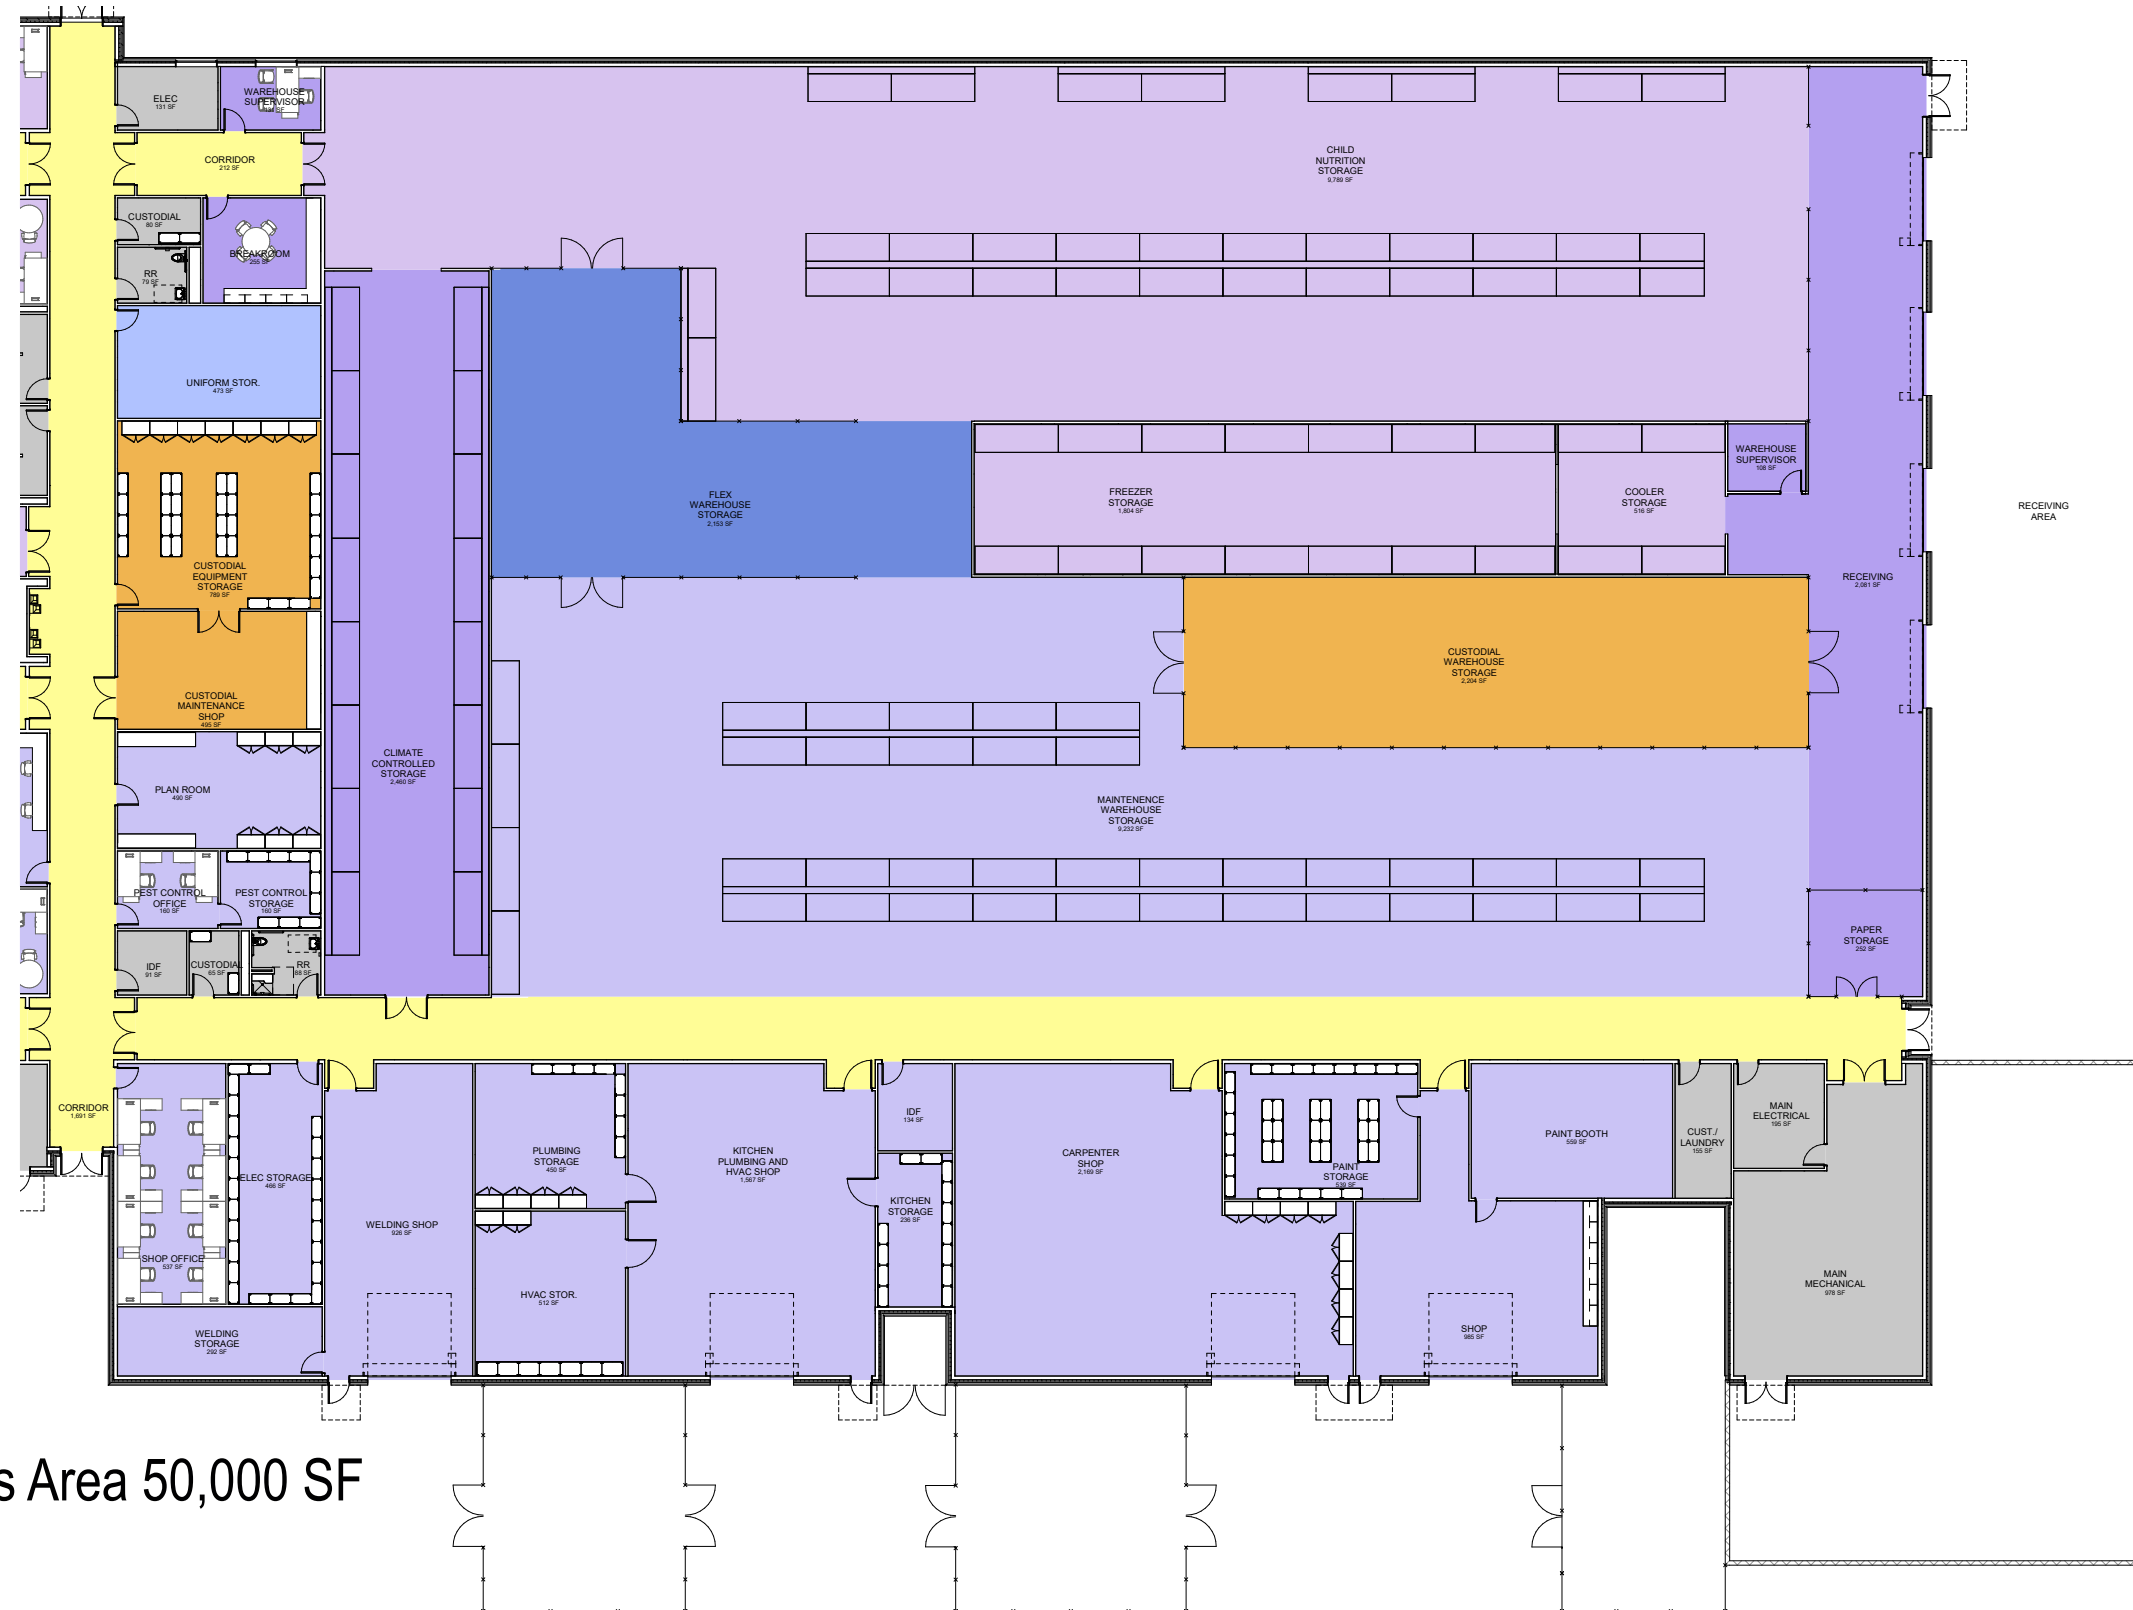 ELEC
131 SF
WAREHOUSE
SUPERVISOR
CORRIDOR
212 SF
CUSTODIAL
80 SF
BREAKROOM
255 SF
RR
79 SF
UNIFORM STOR.
473 SF
CUSTODIAL
EQUIPMENT
STORAGE
789 SF
CUSTODIAL
MAINTENANCE
SHOP
495 SF
PLAN ROOM
490 SF
PEST CONTROL
OFFICE
160 SF
PEST CONTROL
STORAGE
160 SF
IDF
91 SF
CUSTODIAL
65 SF
RR
88 SF
CLIMATE
CONTROLLED
STORAGE
2,460 SF
CHILD
NUTRITION
STORAGE
9,789 SF
FLEX
WAREHOUSE
STORAGE
2,153 SF
FREEZER
STORAGE
1,804 SF
COOLER
STORAGE
516 SF
WAREHOUSE
SUPERVISOR
108 SF
RECEIVING
AREA
RECEIVING
2,081 SF
CUSTODIAL
WAREHOUSE
STORAGE
2,204 SF
MAINTENENCE
WAREHOUSE
STORAGE
9,232 SF
PAPER
STORAGE
252 SF
CORRIDOR
1,691 SF
SHOP OFFICE
537 SF
ELEC STORAGE
466 SF
WELDING
STORAGE
292 SF
WELDING SHOP
926 SF
PLUMBING
STORAGE
450 SF
HVAC STOR.
512 SF
KITCHEN
PLUMBING AND
HVAC SHOP
1,567 SF
IDF
134 SF
KITCHEN
STORAGE
236 SF
CARPENTER
SHOP
2,169 SF
PAINT
STORAGE
539 SF
PAINT BOOTH
559 SF
SHOP
985 SF
CUST./
LAUNDRY
155 SF
MAIN
ELECTRICAL
195 SF
MAIN
MECHANICAL
978 SF
s Area 50,000 SF